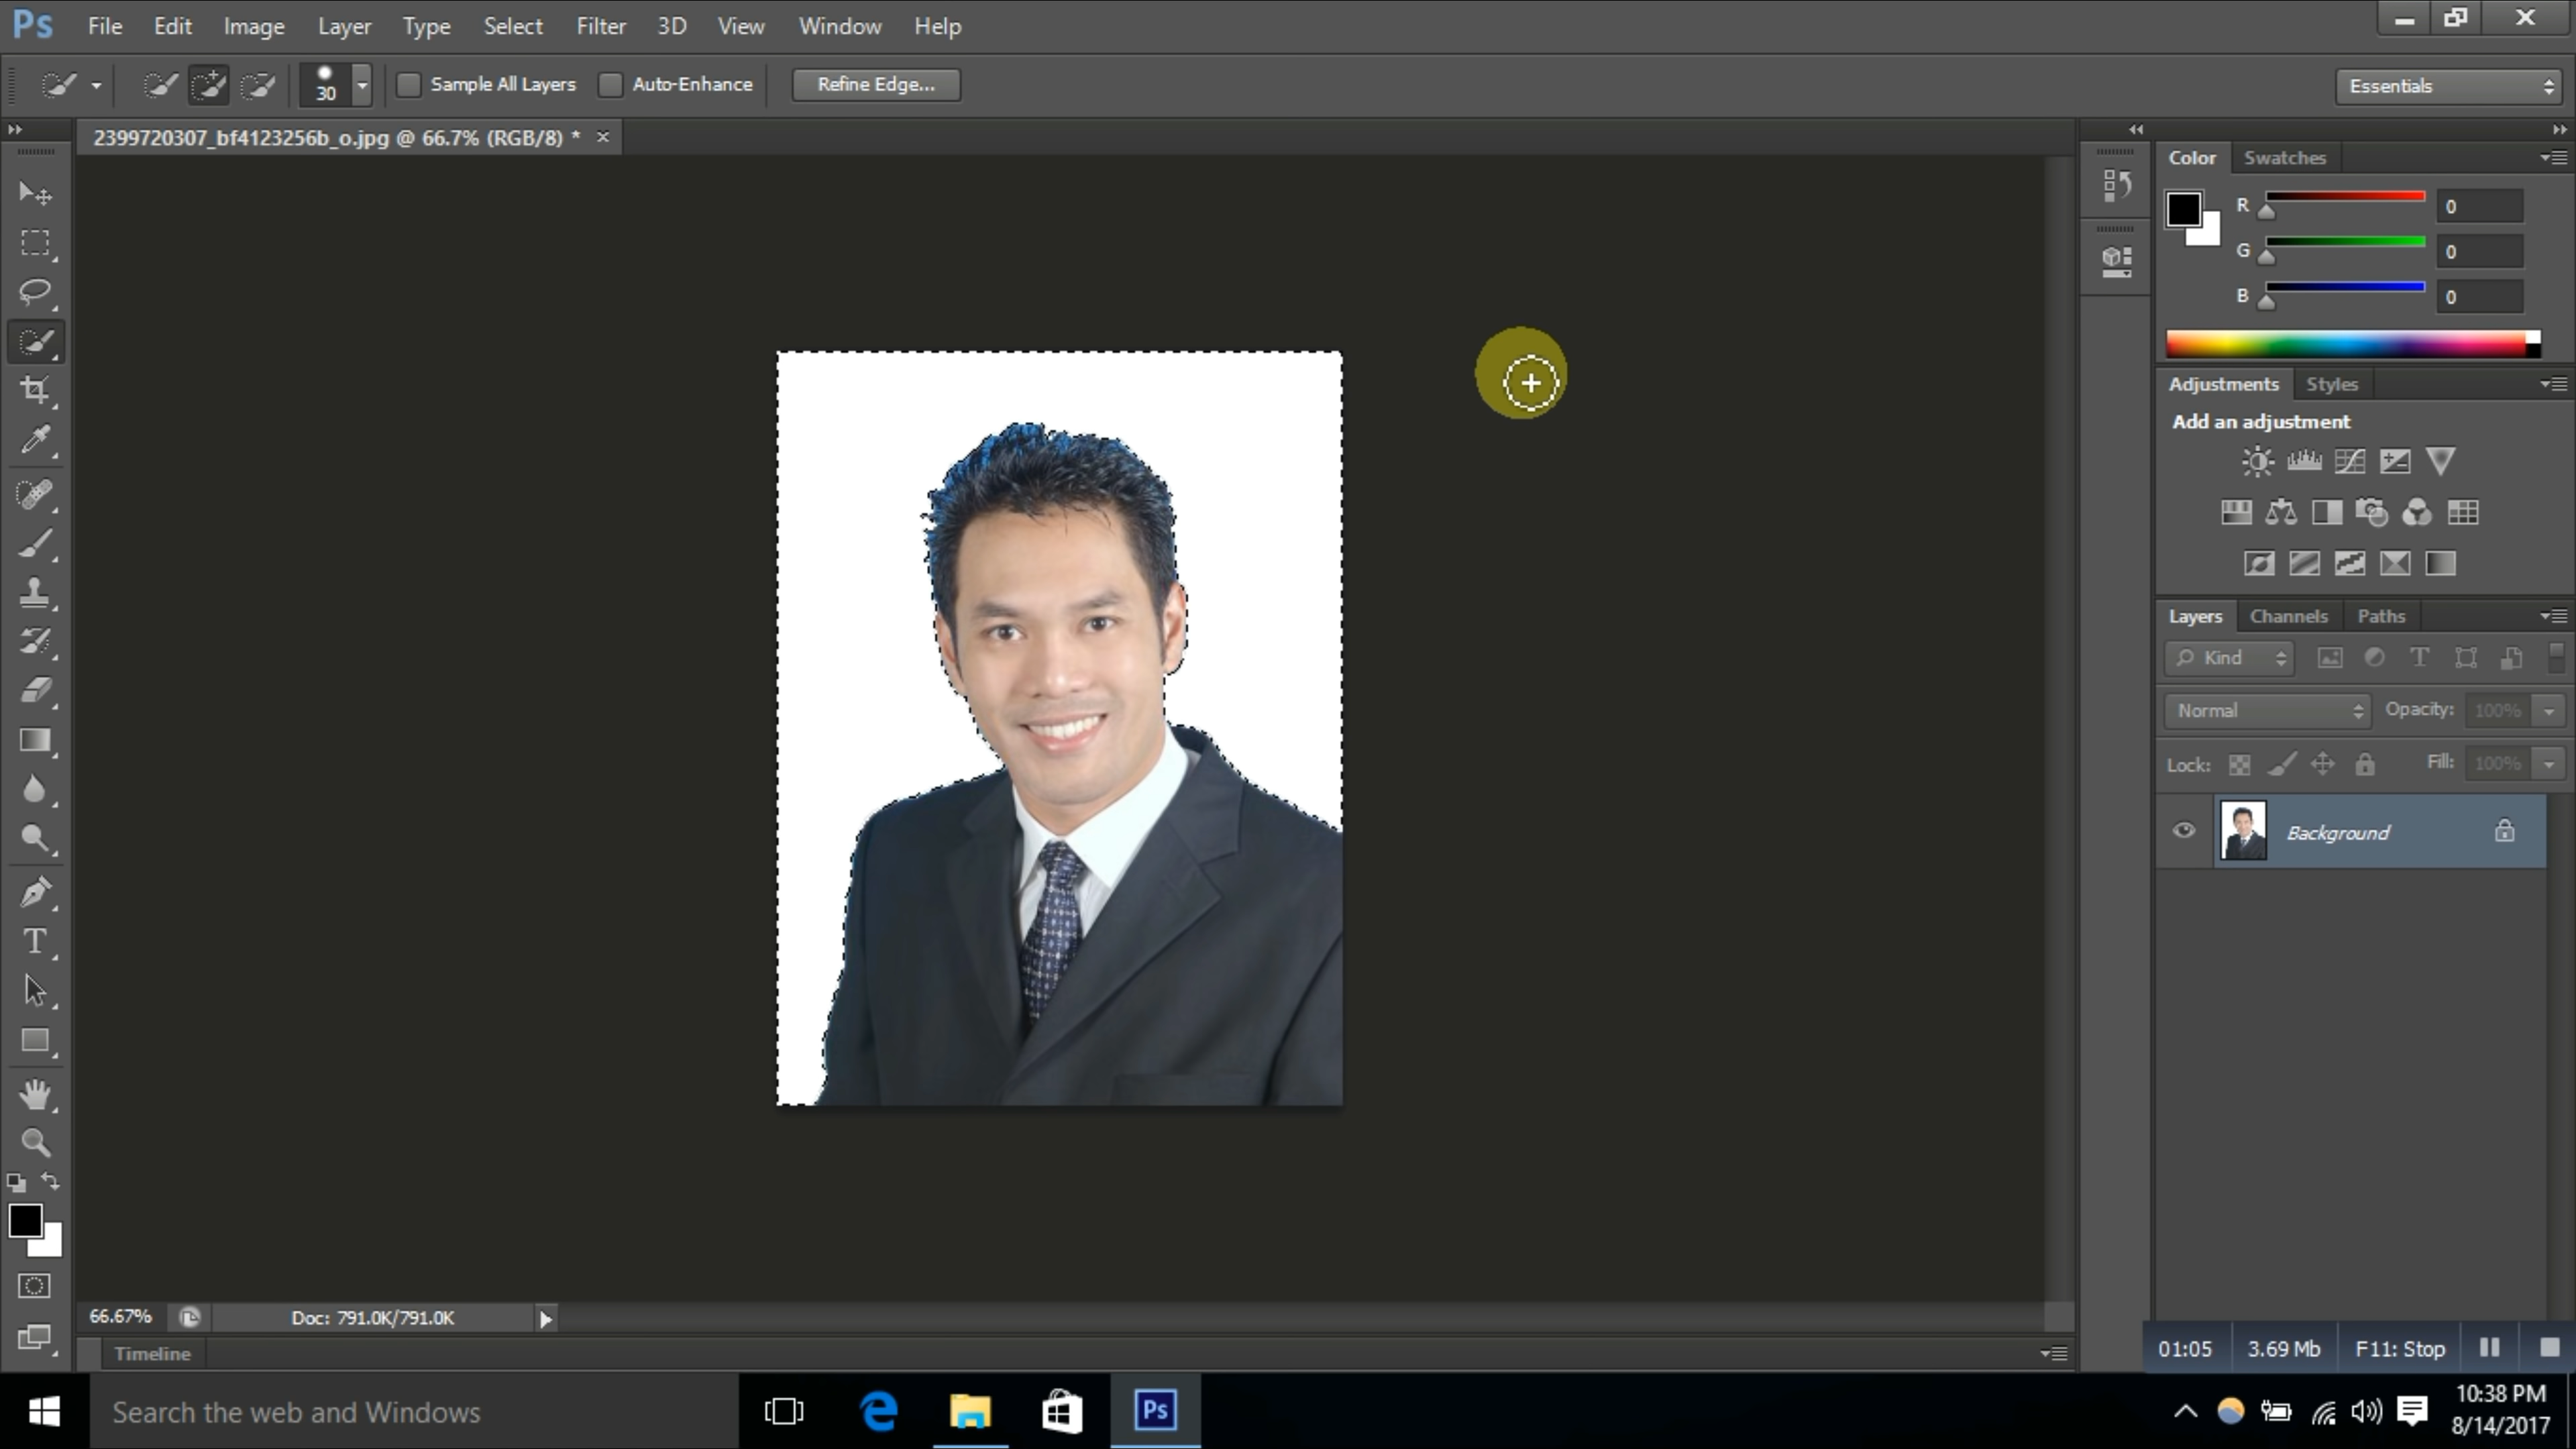 Ps File Edit Image Layer Type Select Filter 3D View Window Help
30 Sample All Layers Auto-Enhance Refine Edge... Essentials
2399720307_bf4123256b_o.jpg @ 66.7% (RGB/8) * ×
Color Swatches
R 0
G 0
B 0
Adjustments Styles
Add an adjustment
Layers Channels Paths
Kind
Normal Opacity: 100%
Lock: Fill: 100%
Background
66.67% Doc: 791.0K/791.0K
Timeline
01:05 3.69 Mb F11: Stop
Search the web and Windows
Ps
10:38 PM
8/14/2017